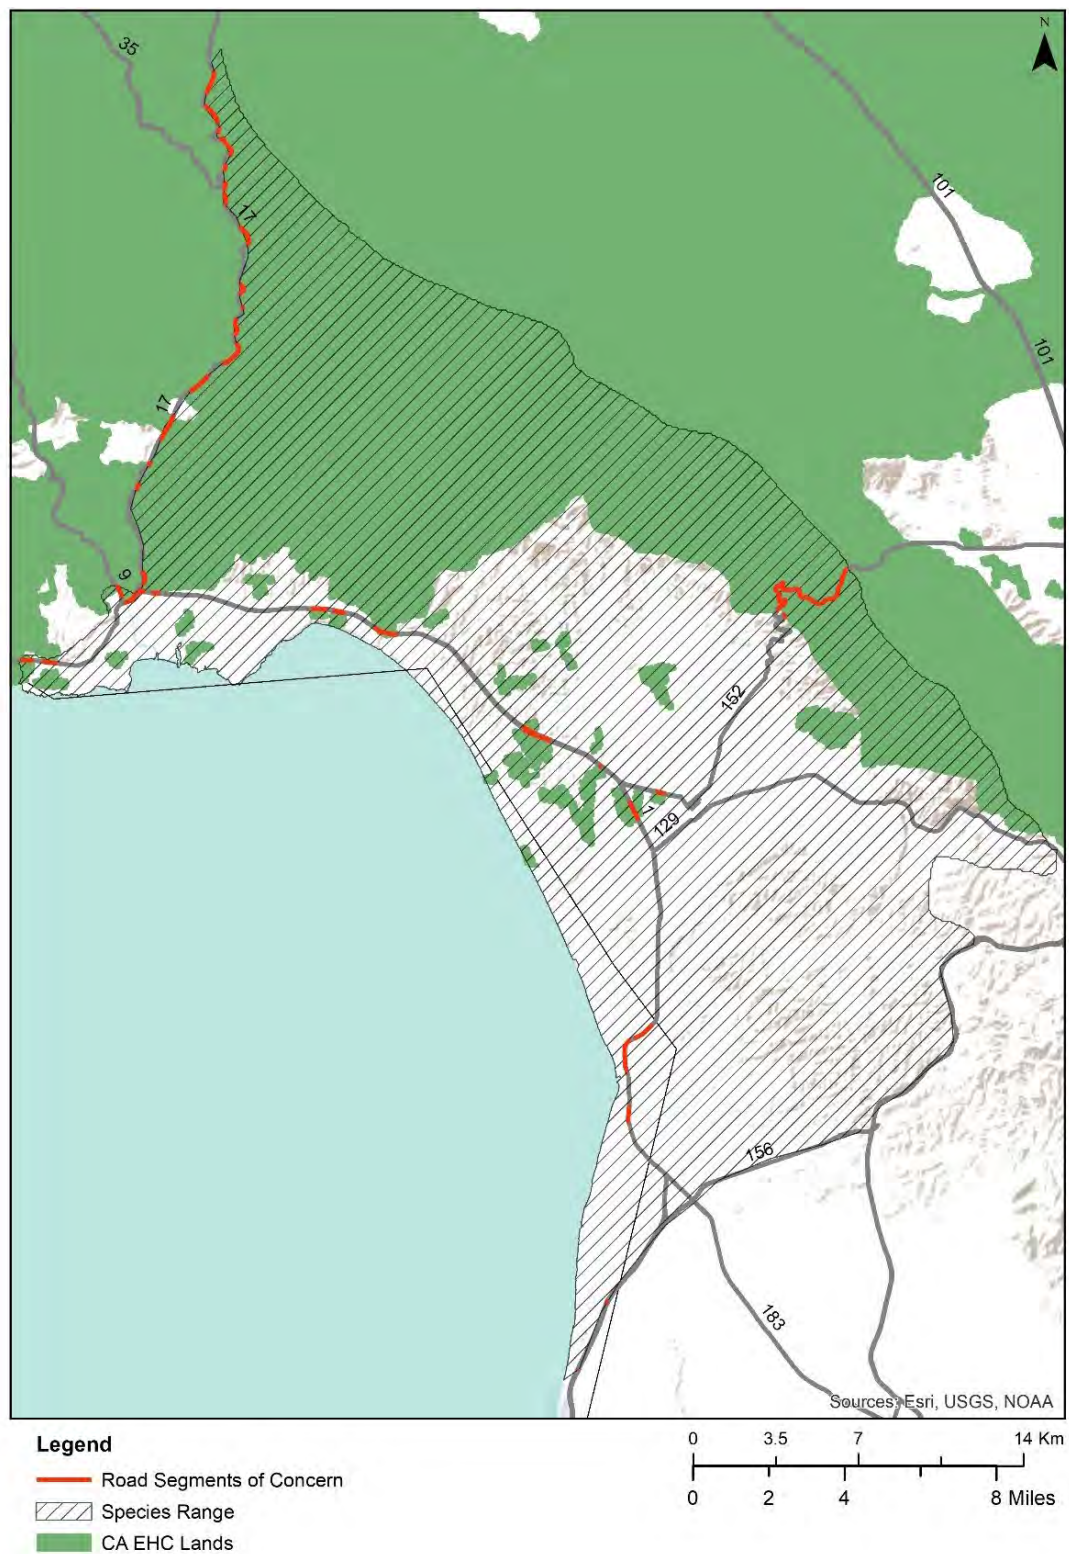 N
35
101
17
101
17
9
152
1
129
156
183
Sources: Esri, USGS, NOAA
Legend
Road Segments of Concern
Species Range
CA EHC Lands
0 3.5 7 14 Km
0 2 4 8 Miles